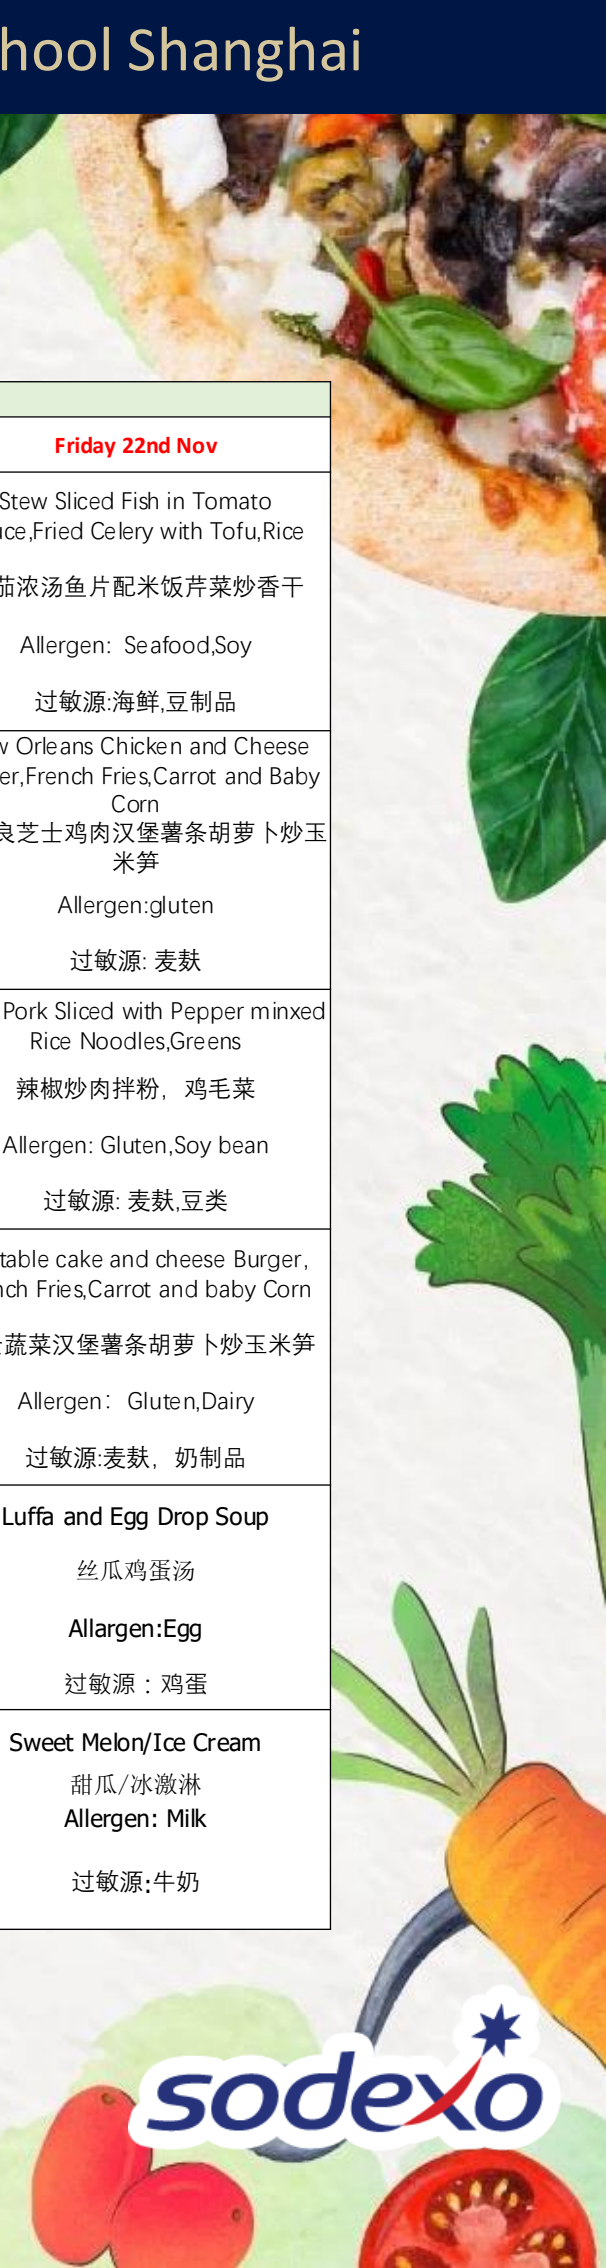 hool Shanghai
Friday 22nd Nov
Stew Sliced Fish in Tomato
uce,Fried Celery with Tofu,Rice
茄浓汤鱼片配米饭芹菜炒香干
Allergen: Seafood,Soy
过敏源:海鲜,豆制品
w Orleans Chicken and Cheese
er,French Fries,Carrot and Baby
Corn
良芝士鸡肉汉堡薯条胡萝卜炒玉
米笋
Allergen:gluten
过敏源: 麦麸
Pork Sliced with Pepper minxed
Rice Noodles,Greens
辣椒炒肉拌粉，鸡毛菜
Allergen: Gluten,Soy bean
过敏源: 麦麸,豆类
table cake and cheese Burger,
nch Fries,Carrot and baby Corn
蔬菜汉堡薯条胡萝卜炒玉米笋
Allergen: Gluten,Dairy
过敏源:麦麸，奶制品
Luffa and Egg Drop Soup
丝瓜鸡蛋汤
Allargen:Egg
过敏源：鸡蛋
Sweet Melon/Ice Cream
甜瓜/冰激淋
Allergen: Milk
过敏源:牛奶
sodexo